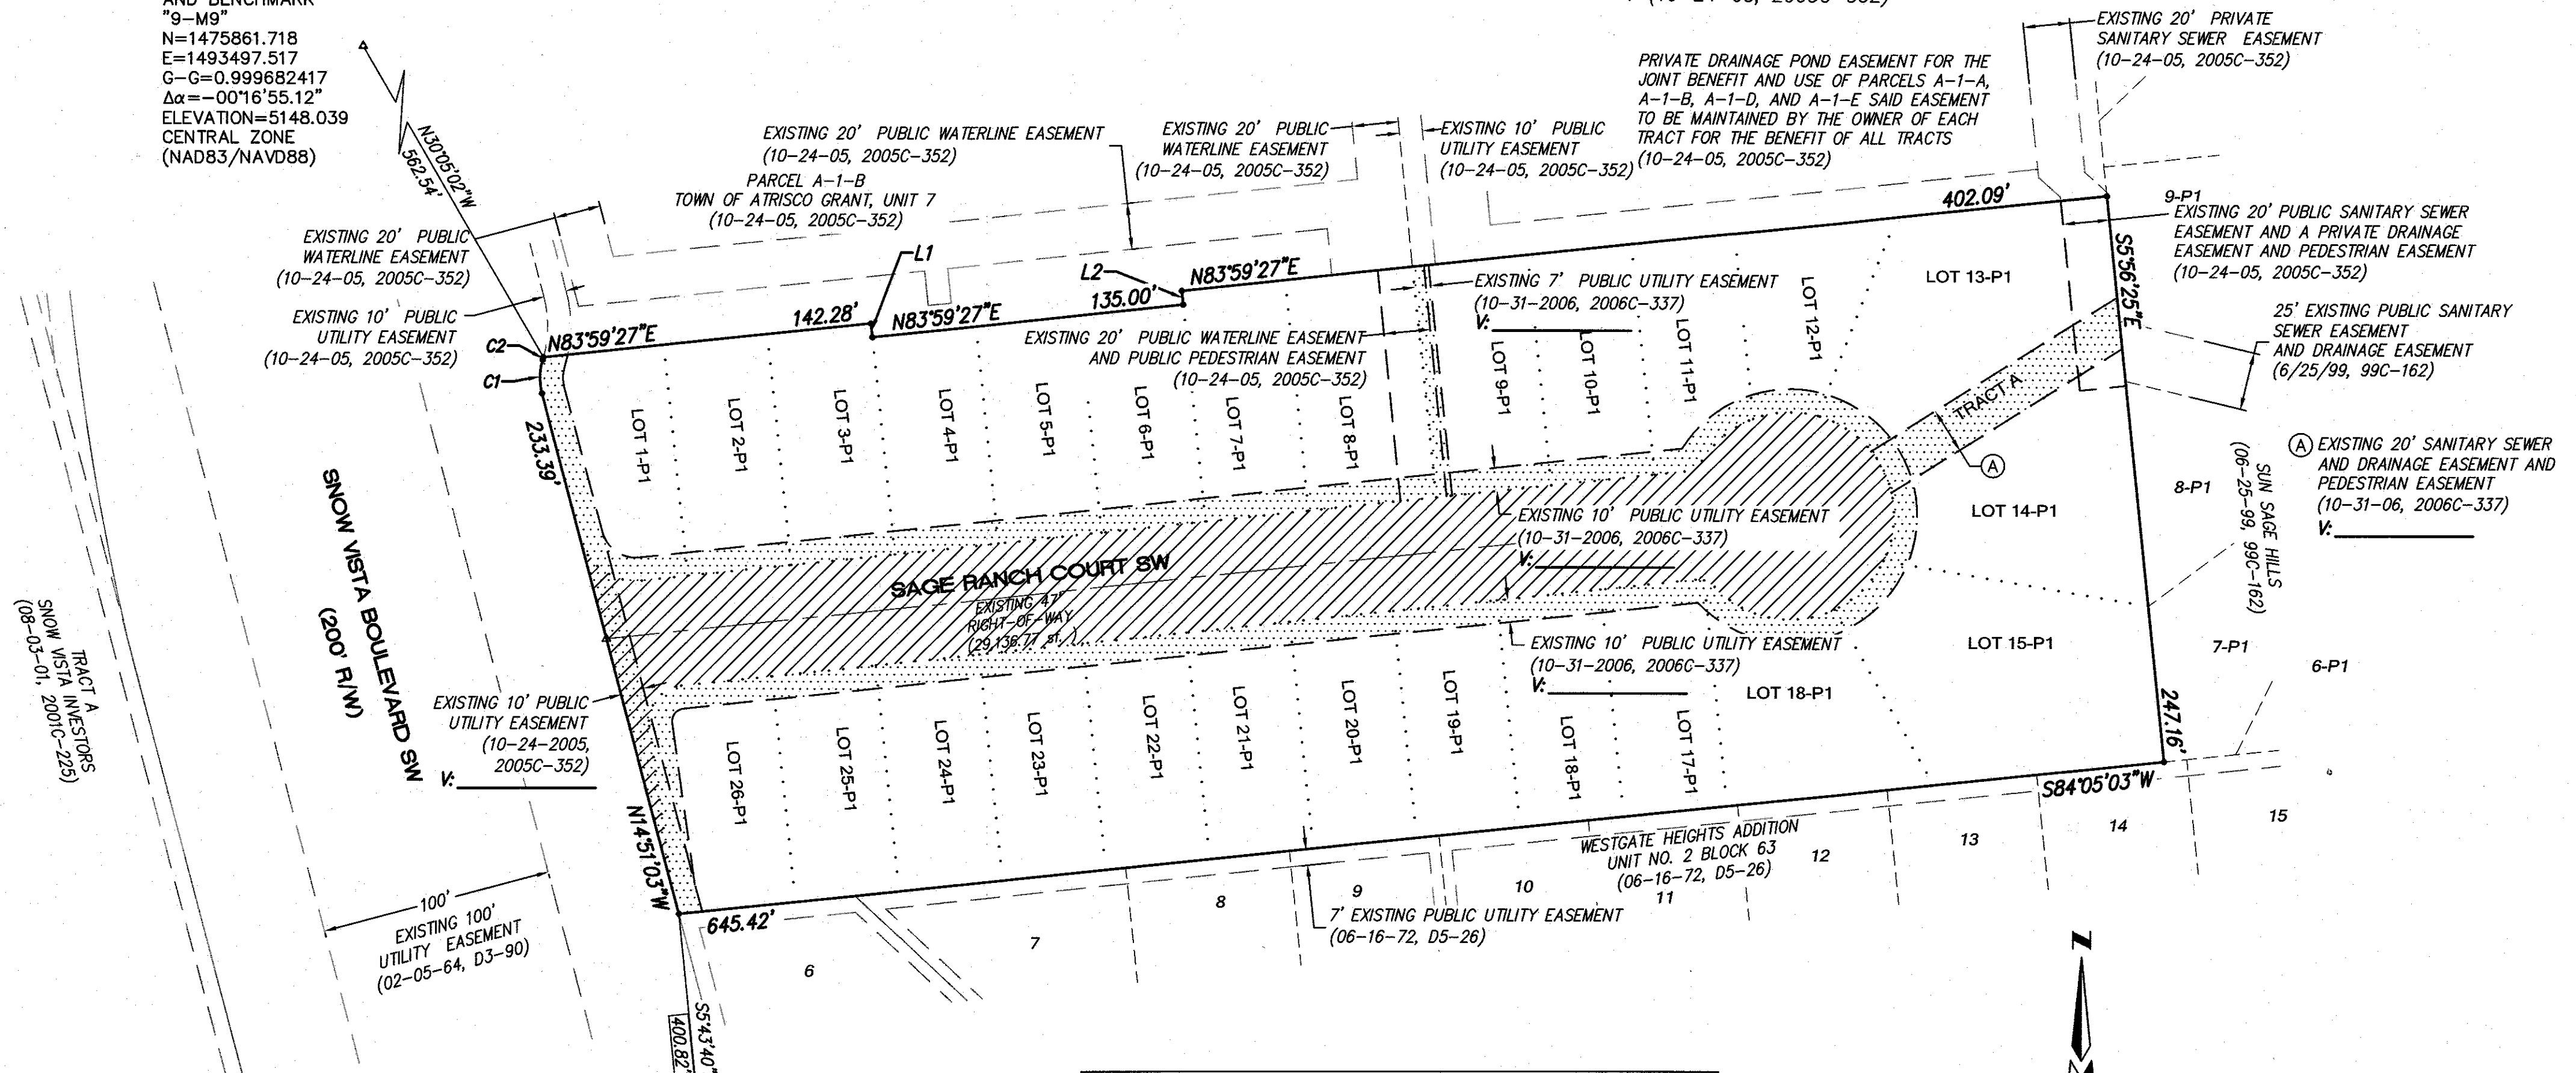 AND BENCHMARK
"9-M9"
N=1475861.718
E=1493497.517
G-G=0.999682417
Δα=-00°16'55.12"
ELEVATION=5148.039
CENTRAL ZONE
(NAD83/NAVD88)
N30°05'02"W
562.54'
EXISTING 20' PUBLIC WATERLINE EASEMENT
(10-24-05, 2005C-352)
PARCEL A-1-B
TOWN OF ATRISCO GRANT, UNIT 7
(10-24-05, 2005C-352)
EXISTING 20' PUBLIC
WATERLINE EASEMENT
(10-24-05, 2005C-352)
EXISTING 10' PUBLIC
UTILITY EASEMENT
(10-24-05, 2005C-352)
(10-24-05, 2005C-352)
PRIVATE DRAINAGE POND EASEMENT FOR THE
JOINT BENEFIT AND USE OF PARCELS A-1-A,
A-1-B, A-1-D, AND A-1-E SAID EASEMENT
TO BE MAINTAINED BY THE OWNER OF EACH
TRACT FOR THE BENEFIT OF ALL TRACTS
(10-24-05, 2005C-352)
EXISTING 20' PRIVATE
SANITARY SEWER EASEMENT
(10-24-05, 2005C-352)
EXISTING 20' PUBLIC
WATERLINE EASEMENT
(10-24-05, 2005C-352)
EXISTING 10' PUBLIC
UTILITY EASEMENT
(10-24-05, 2005C-352)
C2
C1
N83°59'27"E
142.28'
L1
N83°59'27"E
135.00'
L2
N83°59'27"E
402.09'
9-P1
EXISTING 20' PUBLIC SANITARY SEWER
EASEMENT AND A PRIVATE DRAINAGE
EASEMENT AND PEDESTRIAN EASEMENT
(10-24-05, 2005C-352)
S5°56'25"E
25' EXISTING PUBLIC SANITARY
SEWER EASEMENT
AND DRAINAGE EASEMENT
(6/25/99, 99C-162)
EXISTING 7' PUBLIC UTILITY EASEMENT
(10-31-2006, 2006C-337)
V:
EXISTING 20' PUBLIC WATERLINE EASEMENT
AND PUBLIC PEDESTRIAN EASEMENT
(10-24-05, 2005C-352)
233.39'
LOT 1-P1
LOT 2-P1
LOT 3-P1
LOT 4-P1
LOT 5-P1
LOT 6-P1
LOT 7-P1
LOT 8-P1
LOT 9-P1
LOT 10-P1
LOT 11-P1
LOT 12-P1
LOT 13-P1
TRACT A
A
A EXISTING 20' SANITARY SEWER
AND DRAINAGE EASEMENT AND
PEDESTRIAN EASEMENT
(10-31-06, 2006C-337)
V:
SUN SAGE HILLS
(06-25-99, 99C-162)
8-P1
LOT 14-P1
LOT 15-P1
7-P1
6-P1
EXISTING 10' PUBLIC UTILITY EASEMENT
(10-31-2006, 2006C-337)
V:
SAGE RANCH COURT SW
EXISTING 47'
RIGHT-OF-WAY
(29,136.77 sf.)
EXISTING 10' PUBLIC UTILITY EASEMENT
(10-31-2006, 2006C-337)
V:
LOT 18-P1
SNOW VISTA BOULEVARD SW
(200' R/W)
TRACT A
SNOW VISTA INVESTORS
(08-03-01, 2001C-225)
EXISTING 10' PUBLIC
UTILITY EASEMENT
(10-24-2005,
2005C-352)
V:
LOT 26-P1
LOT 25-P1
LOT 24-P1
LOT 23-P1
LOT 22-P1
LOT 21-P1
LOT 20-P1
LOT 19-P1
LOT 18-P1
LOT 17-P1
247.16'
S84°05'03"W
N14°51'03"W
645.42'
100'
EXISTING 100'
UTILITY EASEMENT
(02-05-64, D3-90)
WESTGATE HEIGHTS ADDITION
UNIT NO. 2 BLOCK 63
(06-16-72, D5-26)
7' EXISTING PUBLIC UTILITY EASEMENT
(06-16-72, D5-26)
6
7
8
9
10
11
12
13
14
15
S5°43'40"
400.82'
N